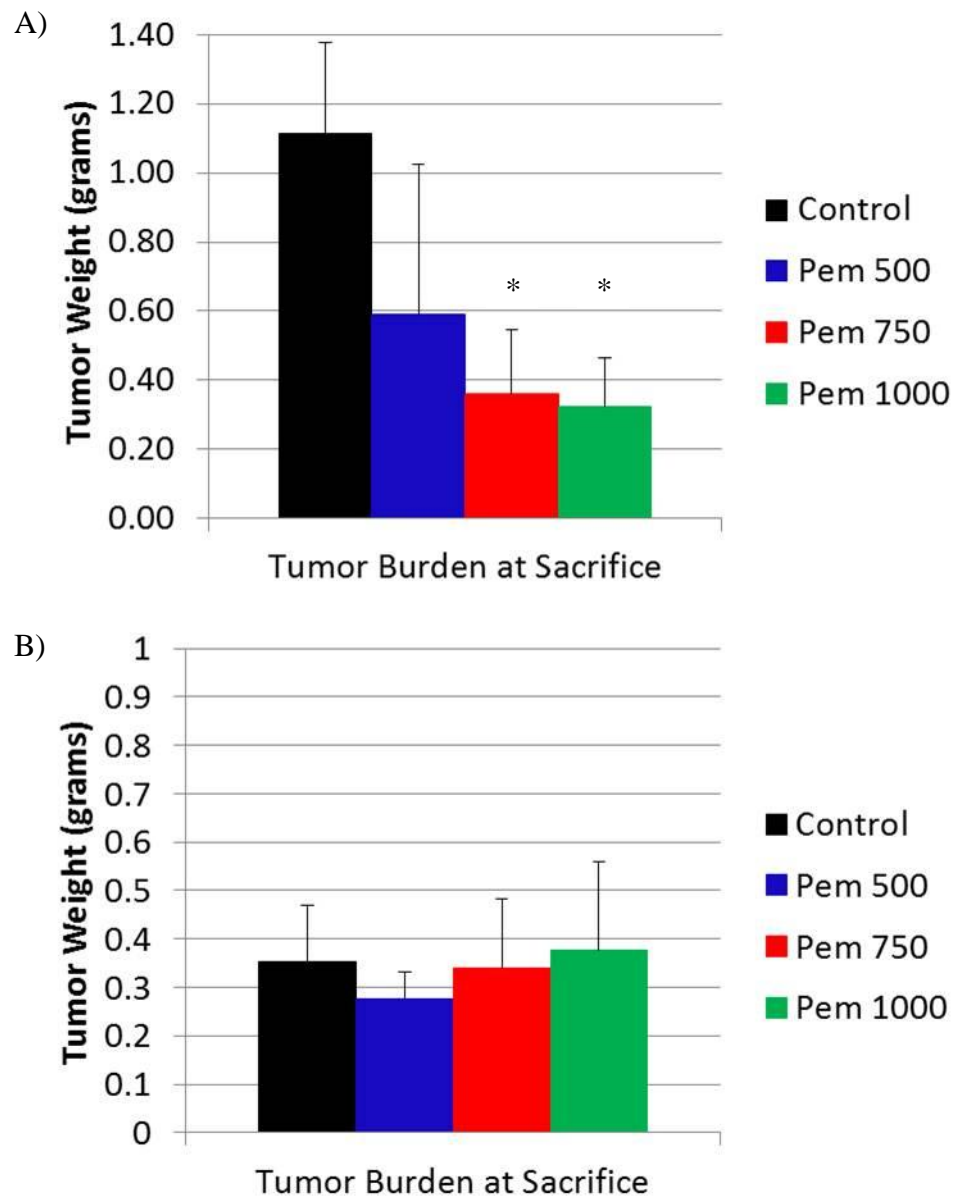 A)
1.40
1.20
1.00
0.80
0.60
0.40
0.20
0.00
Tumor Weight (grams)
* *
Tumor Burden at Sacrifice
Control
Pem 500
Pem 750
Pem 1000
B)
1
0.9
0.8
0.7
0.6
0.5
0.4
0.3
0.2
0.1
0
Tumor Weight (grams)
Tumor Burden at Sacrifice
Control
Pem 500
Pem 750
Pem 1000